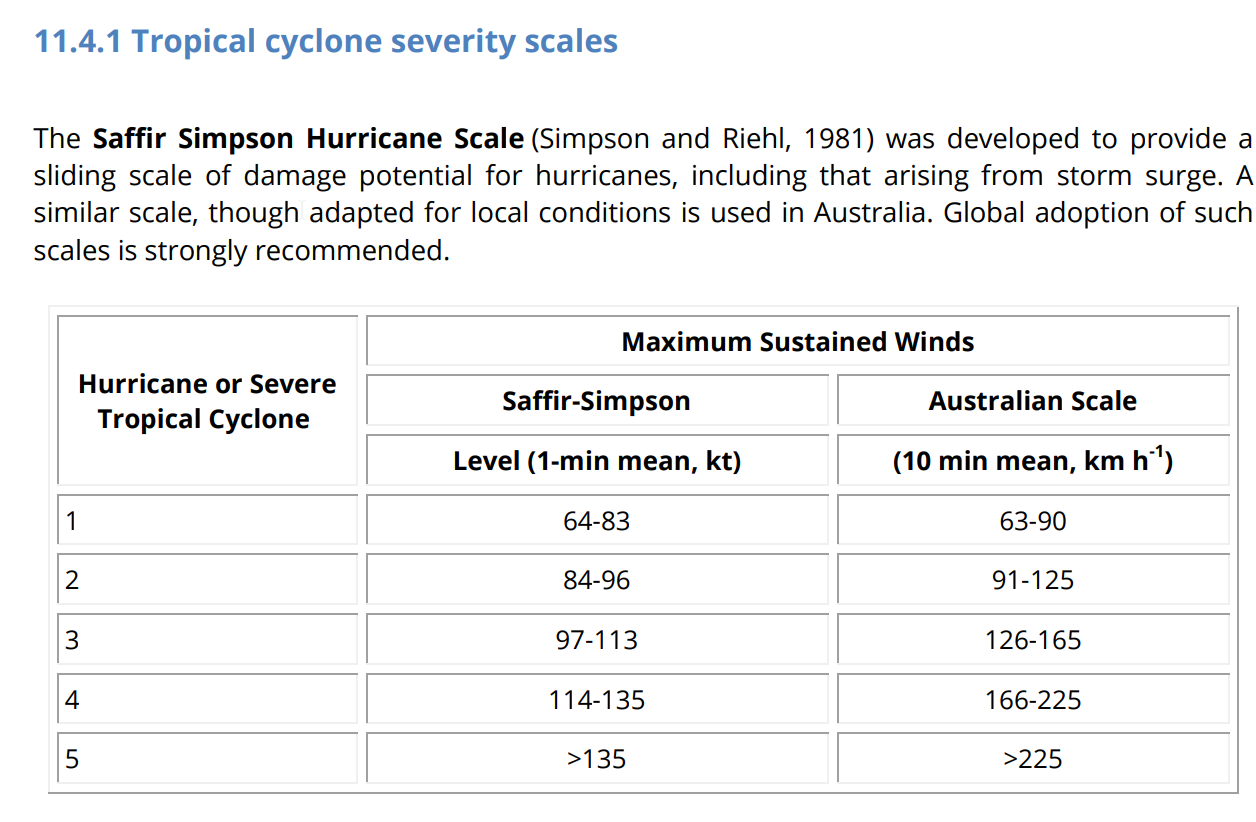 11.4.1 Tropical cyclone severity scales
The Saffir Simpson Hurricane Scale (Simpson and Riehl, 1981) was developed to provide a
sliding scale of damage potential for hurricanes, including that arising from storm surge. A
similar scale, though adapted for local conditions is used in Australia. Global adoption of such
scales is strongly recommended.
Hurricane or Severe
Tropical Cyclone
Maximum Sustained Winds
Saffir-Simpson Australian Scale
Level (1-min mean, kt) (10 min mean, km h⁻¹)
1 64-83 63-90
2 84-96 91-125
3 97-113 126-165
4 114-135 166-225
5 >135 >225